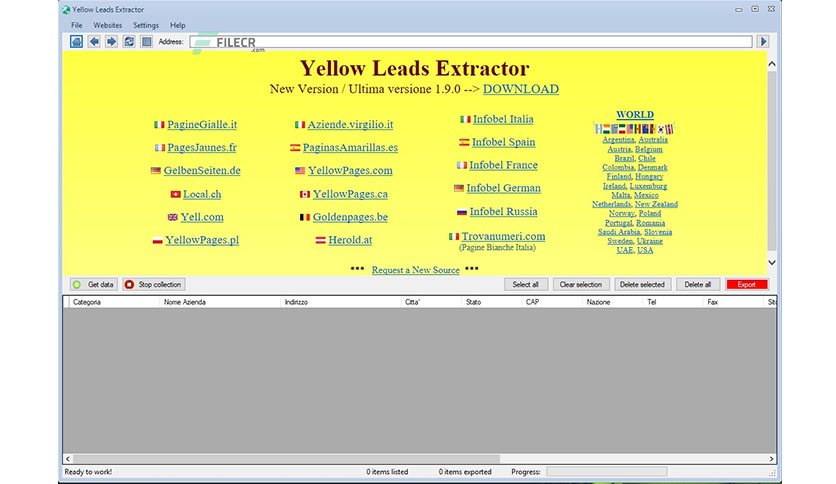 Yellow Leads Extractor
File Websites Settings Help
Address:
FILECR
.com
Yellow Leads Extractor
New Version / Ultima versione 1.9.0 --> DOWNLOAD
PagineGialle.it
PagesJaunes.fr
GelbenSeiten.de
Local.ch
Yell.com
YellowPages.pl
Aziende.virgilio.it
PaginasAmarillas.es
YellowPages.com
YellowPages.ca
Goldenpages.be
Herold.at
Infobel Italia
Infobel Spain
Infobel France
Infobel German
Infobel Russia
Trovanumeri.com
(Pagine Bianche Italia)
WORLD
Argentina, Australia
Austria, Belgium
Brazil, Chile
Colombia, Denmark
Finland, Hungary
Ireland, Luxemburg
Malta, Mexico
Netherlands, New Zealand
Norway, Poland
Portugal, Romania
Saudi Arabia, Slovenia
Sweden, Ukraine
UAE, USA
*** Request a New Source ***
Get data Stop collection Select all Clear selection Delete selected Delete all Export
Categoria Nome Azienda Indirizzo Citta' Stato CAP Nazione Tel Fax Sit
Ready to work! 0 items listed 0 items exported Progress: